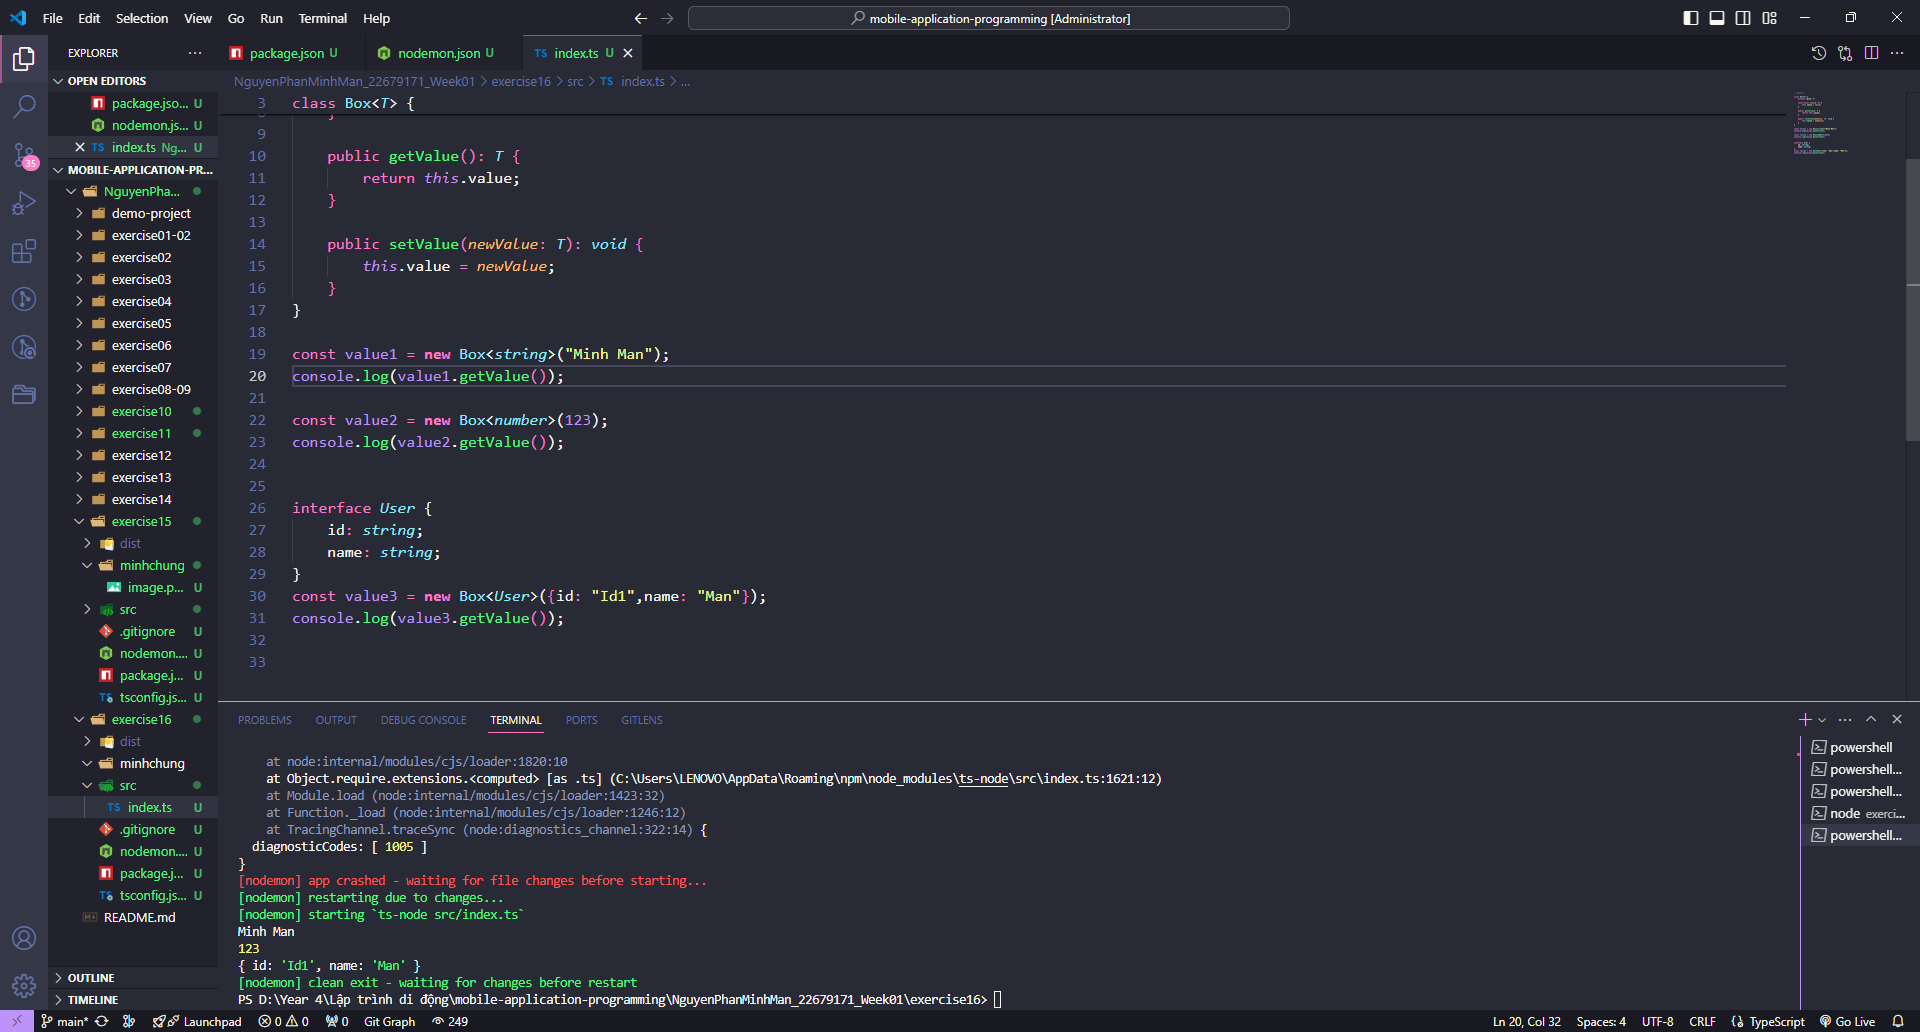 File Edit Selection View Go Run Terminal Help
mobile-application-programming [Administrator]
EXPLORER
OPEN EDITORS
package.jso... U
nodemon.js... U
index.ts Ng... U
MOBILE-APPLICATION-PR...
NguyenPha...
demo-project
exercise01-02
exercise02
exercise03
exercise04
exercise05
exercise06
exercise07
exercise08-09
exercise10
exercise11
exercise12
exercise13
exercise14
exercise15
dist
minhchung
image.p... U
src
.gitignore U
nodemon.... U
package.j... U
tsconfig.js... U
exercise16
dist
minhchung
src
index.ts U
.gitignore U
nodemon.... U
package.j... U
tsconfig.js... U
README.md
OUTLINE
TIMELINE
35
package.json U nodemon.json U TS index.ts U
NguyenPhanMinhMan_22679171_Week01 > exercise16 > src > TS index.ts > ...
3 class Box<T> {
9
10 public getValue(): T {
11 return this.value;
12 }
13
14 public setValue(newValue: T): void {
15 this.value = newValue;
16 }
17 }
18
19 const value1 = new Box<string>("Minh Man");
20 console.log(value1.getValue());
21
22 const value2 = new Box<number>(123);
23 console.log(value2.getValue());
24
25
26 interface User {
27 id: string;
28 name: string;
29 }
30 const value3 = new Box<User>({id: "Id1",name: "Man"});
31 console.log(value3.getValue());
32
33
PROBLEMS OUTPUT DEBUG CONSOLE TERMINAL PORTS GITLENS
at node:internal/modules/cjs/loader:1820:10
at Object.require.extensions.<computed> [as .ts] (C:\Users\LENOVO\AppData\Roaming\npm\node_modules\ts-node\src\index.ts:1621:12)
at Module.load (node:internal/modules/cjs/loader:1423:32)
at Function._load (node:internal/modules/cjs/loader:1246:12)
at TracingChannel.traceSync (node:diagnostics_channel:322:14) {
diagnosticCodes: [ 1005 ]
}
[nodemon] app crashed - waiting for file changes before starting...
[nodemon] restarting due to changes...
[nodemon] starting `ts-node src/index.ts`
Minh Man
123
{ id: 'Id1', name: 'Man' }
[nodemon] clean exit - waiting for changes before restart
PS D:\Year 4\Lập trình di động\mobile-application-programming\NguyenPhanMinhMan_22679171_Week01\exercise16>
powershell
powershell...
powershell...
node exerci...
powershell...
main* Launchpad 0 0 0 Git Graph 249
Ln 20, Col 32 Spaces: 4 UTF-8 CRLF {} TypeScript Go Live